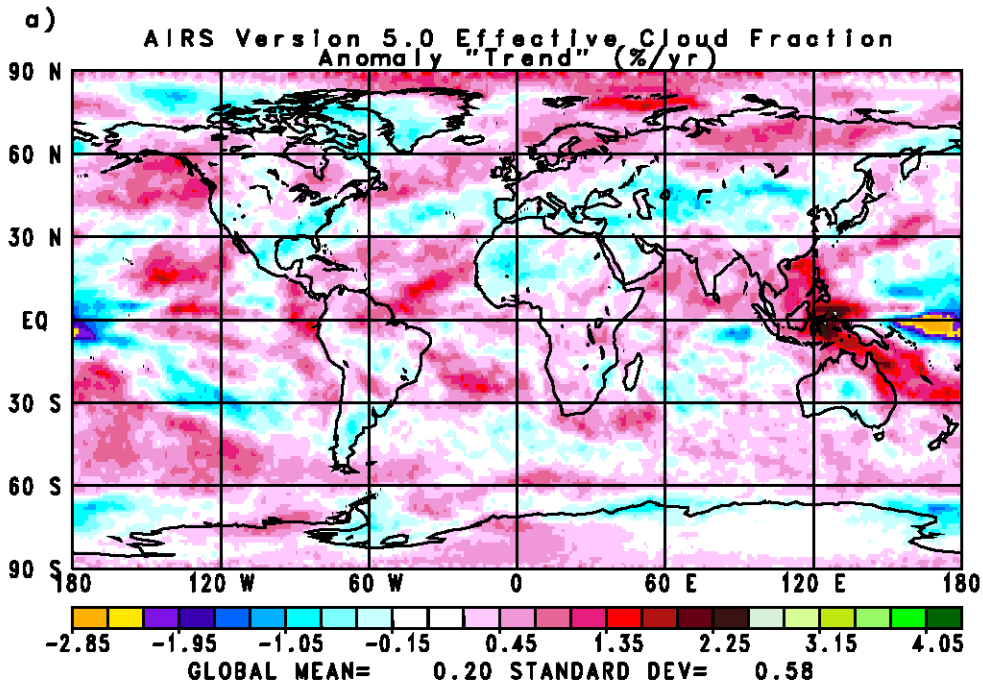 a)
AIRS Version 5.0 Effective Cloud Fraction
Anomaly "Trend" (%/yr)
90 N
60 N
30 N
EQ
30 S
60 S
90 S
180 120 W 60 W 0 60 E 120 E 180
-2.85 -1.95 -1.05 -0.15 0.45 1.35 2.25 3.15 4.05
GLOBAL MEAN= 0.20 STANDARD DEV= 0.58